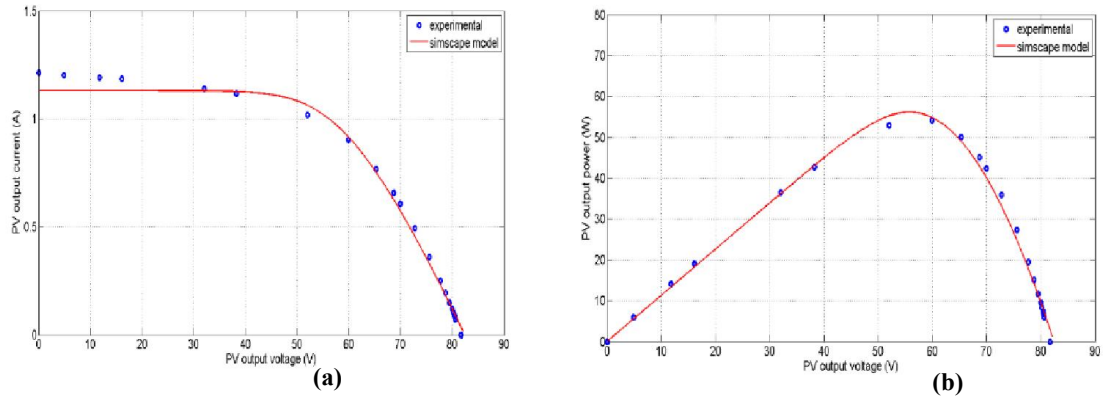 1.5
1
0.5
0
PV output current (A)
0 10 20 30 40 50 60 70 80 90
PV output voltage (V)
experimental
simscape model
(a)
80
70
60
50
40
30
20
10
0
PV output power (W)
0 10 20 30 40 50 60 70 80 90
PV output voltage (V)
experimental
simscape model
(b)